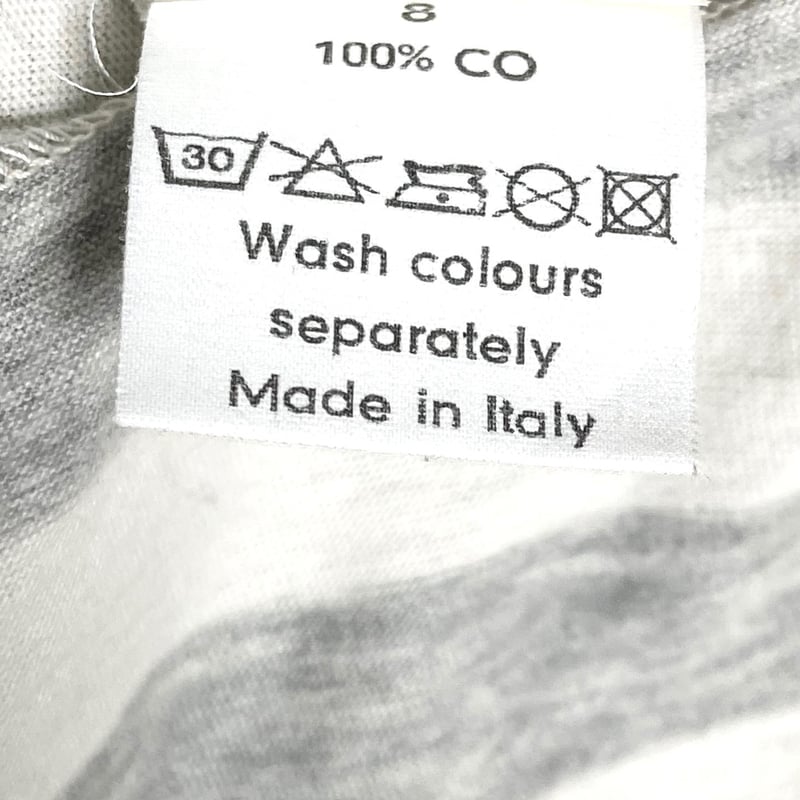 8
100% CO
30
Wash colours
separately
Made in Italy